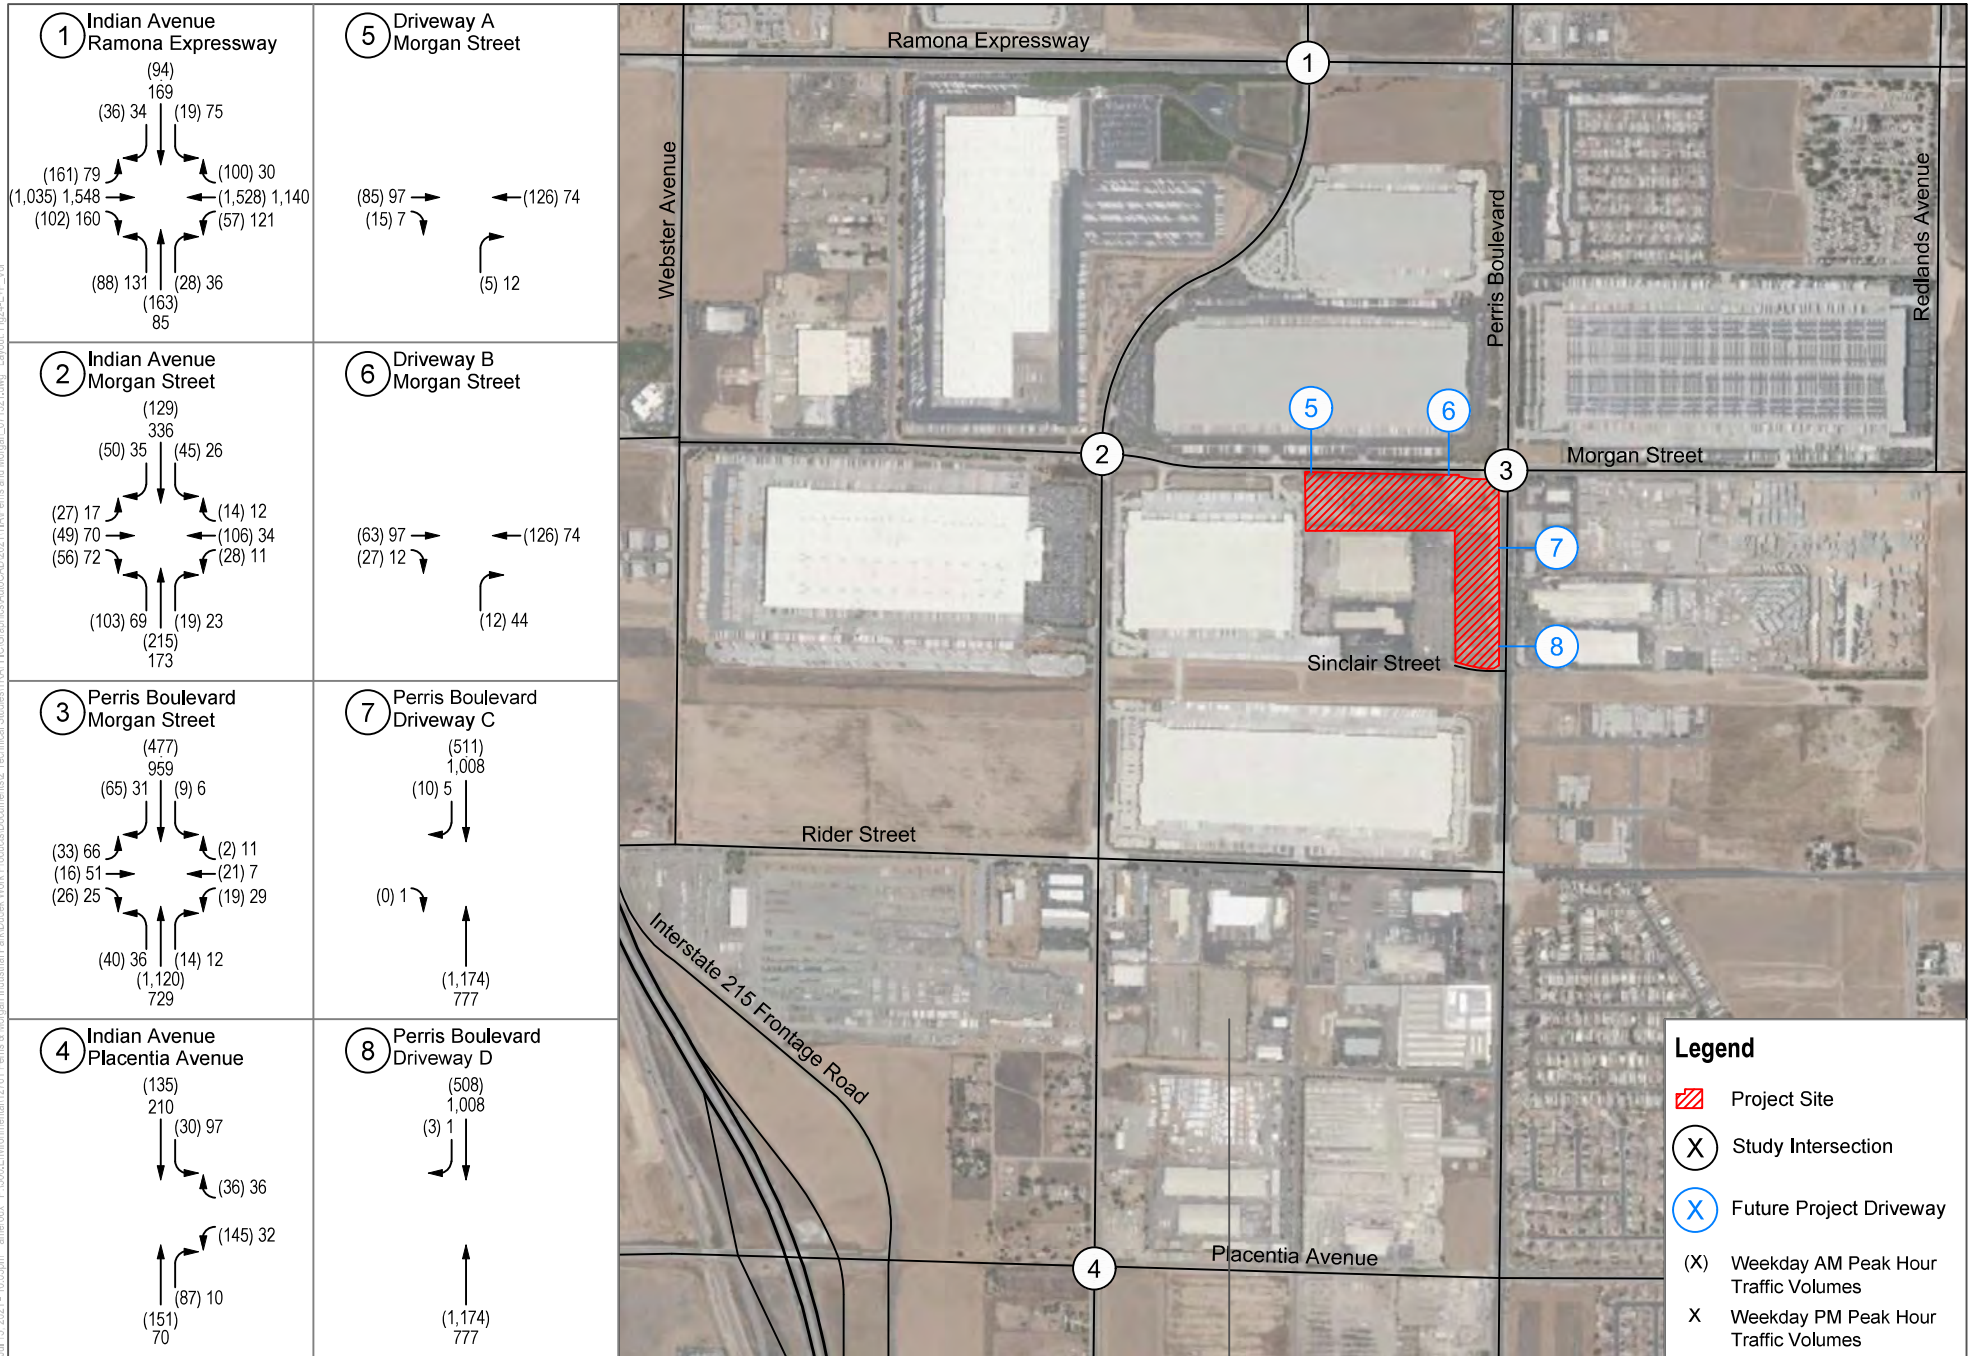 1
Indian Avenue
Ramona Expressway
(94)
169
(36) 34
(19) 75
(161) 79
(100) 30
(1,035) 1,548
(1,528) 1,140
(102) 160
(57) 121
(88) 131
(28) 36
(163)
85
5
Driveway A
Morgan Street
(85) 97
(126) 74
(15) 7
(5) 12
2
Indian Avenue
Morgan Street
(129)
336
(50) 35
(45) 26
(27) 17
(14) 12
(49) 70
(106) 34
(56) 72
(28) 11
(103) 69
(19) 23
(215)
173
6
Driveway B
Morgan Street
(63) 97
(126) 74
(27) 12
(12) 44
3
Perris Boulevard
Morgan Street
(477)
959
(65) 31
(9) 6
(33) 66
(2) 11
(16) 51
(21) 7
(26) 25
(19) 29
(40) 36
(14) 12
(1,120)
729
7
Perris Boulevard
Driveway C
(511)
1,008
(10) 5
(0) 1
(1,174)
777
4
Indian Avenue
Placentia Avenue
(135)
210
(30) 97
(36) 36
(145) 32
(87) 10
(151)
70
8
Perris Boulevard
Driveway D
(508)
1,008
(3) 1
(1,174)
777
Ramona Expressway
1
Webster Avenue
Perris Boulevard
Redlands Avenue
5
6
2
3
Morgan Street
7
8
Sinclair Street
Rider Street
Interstate 215 Frontage Road
4
Placentia Avenue
Legend
Project Site
X
Study Intersection
X
Future Project Driveway
(X)
Weekday AM Peak Hour
Traffic Volumes
X
Weekday PM Peak Hour
Traffic Volumes